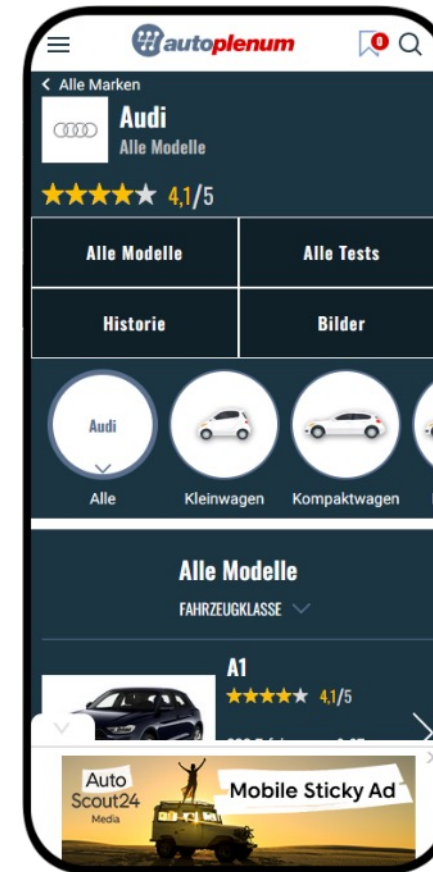 autoplenum
0
Alle Marken
Audi
Alle Modelle
4,1/5
Alle Modelle
Alle Tests
Historie
Bilder
Audi
Alle
Kleinwagen
Kompaktwagen
Alle Modelle
FAHRZEUGKLASSE
A1
4,1/5
Auto
Scout24
Media
Mobile Sticky Ad